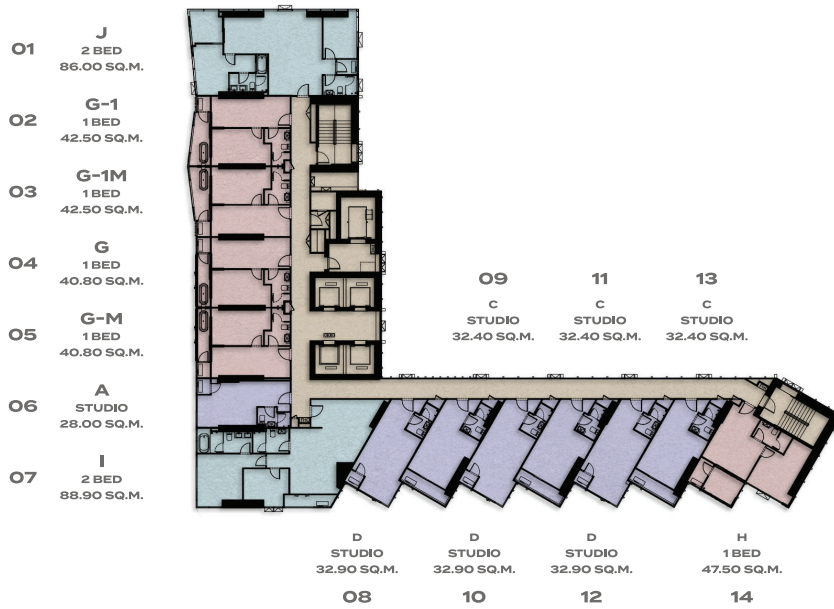 01
J
2 BED
86.00 SQ.M.
02
G-1
1 BED
42.50 SQ.M.
03
G-1M
1 BED
42.50 SQ.M.
04
G
1 BED
40.80 SQ.M.
05
G-M
1 BED
40.80 SQ.M.
06
A
STUDIO
28.00 SQ.M.
07
I
2 BED
88.90 SQ.M.
09
C
STUDIO
32.40 SQ.M.
11
C
STUDIO
32.40 SQ.M.
13
C
STUDIO
32.40 SQ.M.
D
STUDIO
32.90 SQ.M.
08
D
STUDIO
32.90 SQ.M.
10
D
STUDIO
32.90 SQ.M.
12
H
1 BED
47.50 SQ.M.
14